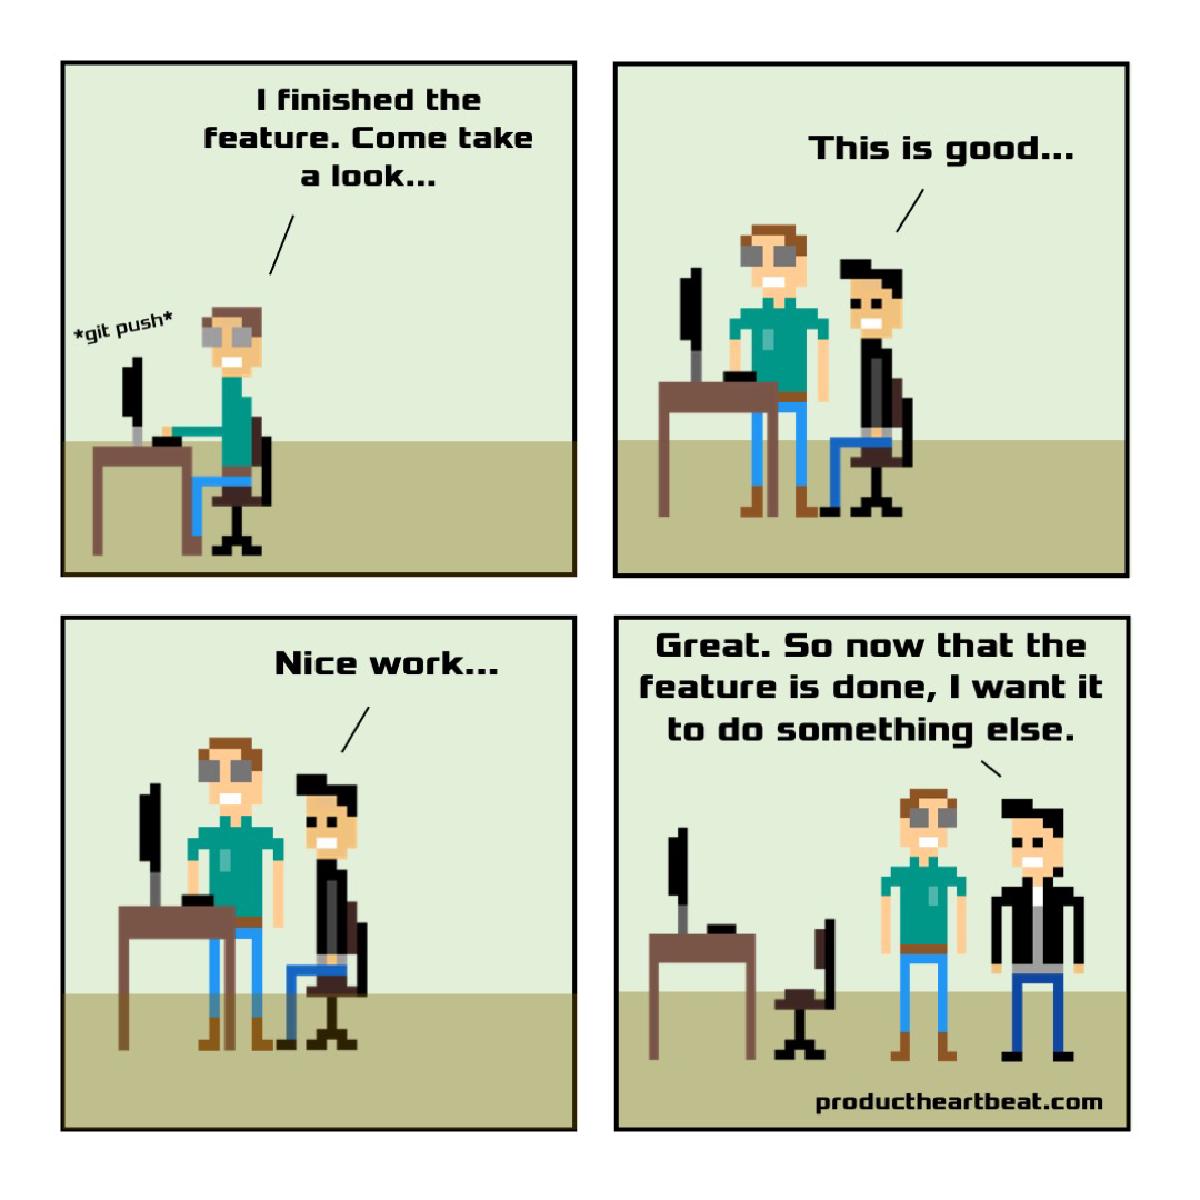 I finished the
feature. Come take
a look...
*git push*
This is good...
Nice work...
Great. So now that the
feature is done, I want it
to do something else.
productheartbeat.com